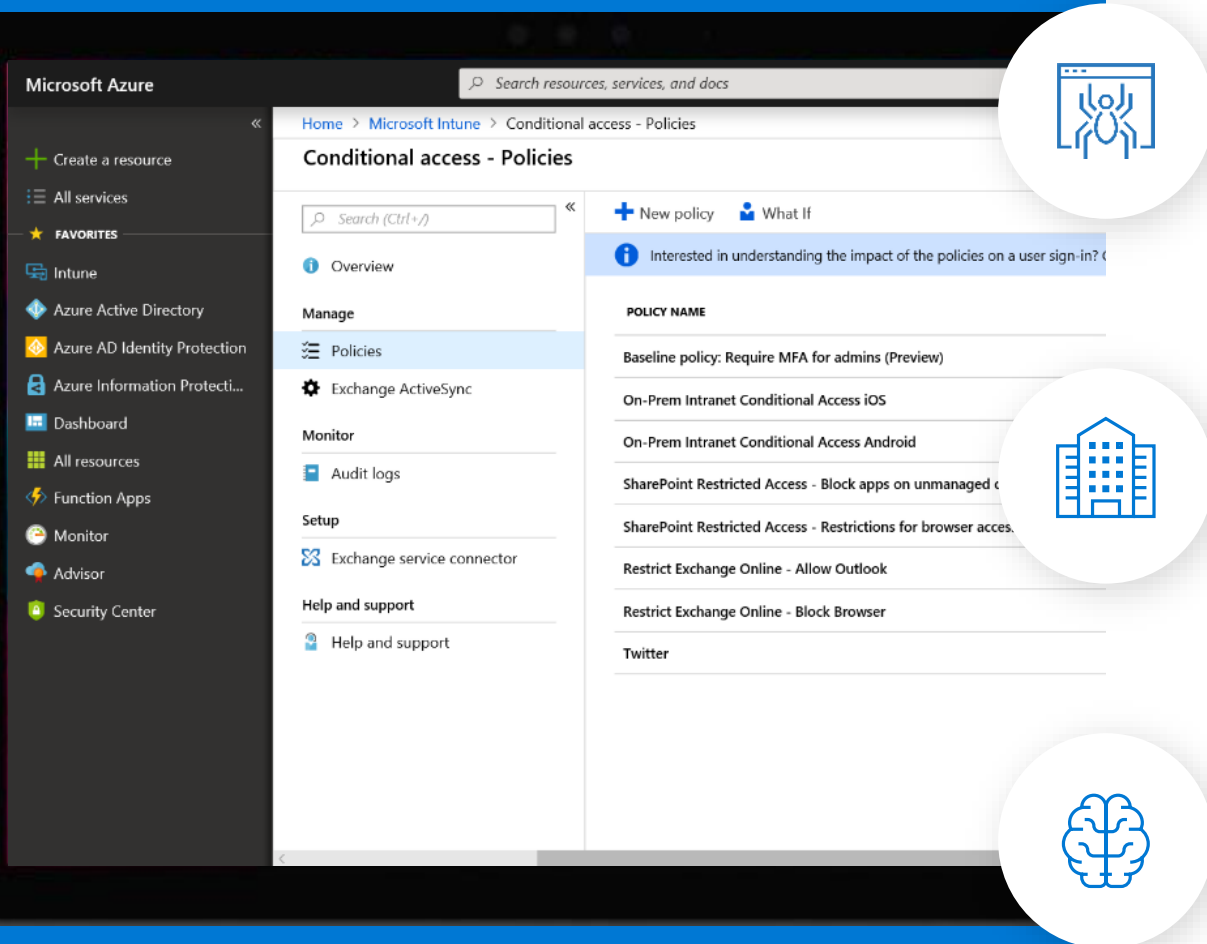 Microsoft Azure
Search resources, services, and docs
Create a resource
All services
FAVORITES
Intune
Azure Active Directory
Azure AD Identity Protection
Azure Information Protecti...
Dashboard
All resources
Function Apps
Monitor
Advisor
Security Center
Home > Microsoft Intune > Conditional access - Policies
Conditional access - Policies
Search (Ctrl+/)
Overview
Manage
Policies
Exchange ActiveSync
Monitor
Audit logs
Setup
Exchange service connector
Help and support
Help and support
New policy What If
Interested in understanding the impact of the policies on a user sign-in?
POLICY NAME
Baseline policy: Require MFA for admins (Preview)
On-Prem Intranet Conditional Access iOS
On-Prem Intranet Conditional Access Android
SharePoint Restricted Access - Block apps on unmanaged
SharePoint Restricted Access - Restrictions for browser
Restrict Exchange Online - Allow Outlook
Restrict Exchange Online - Block Browser
Twitter